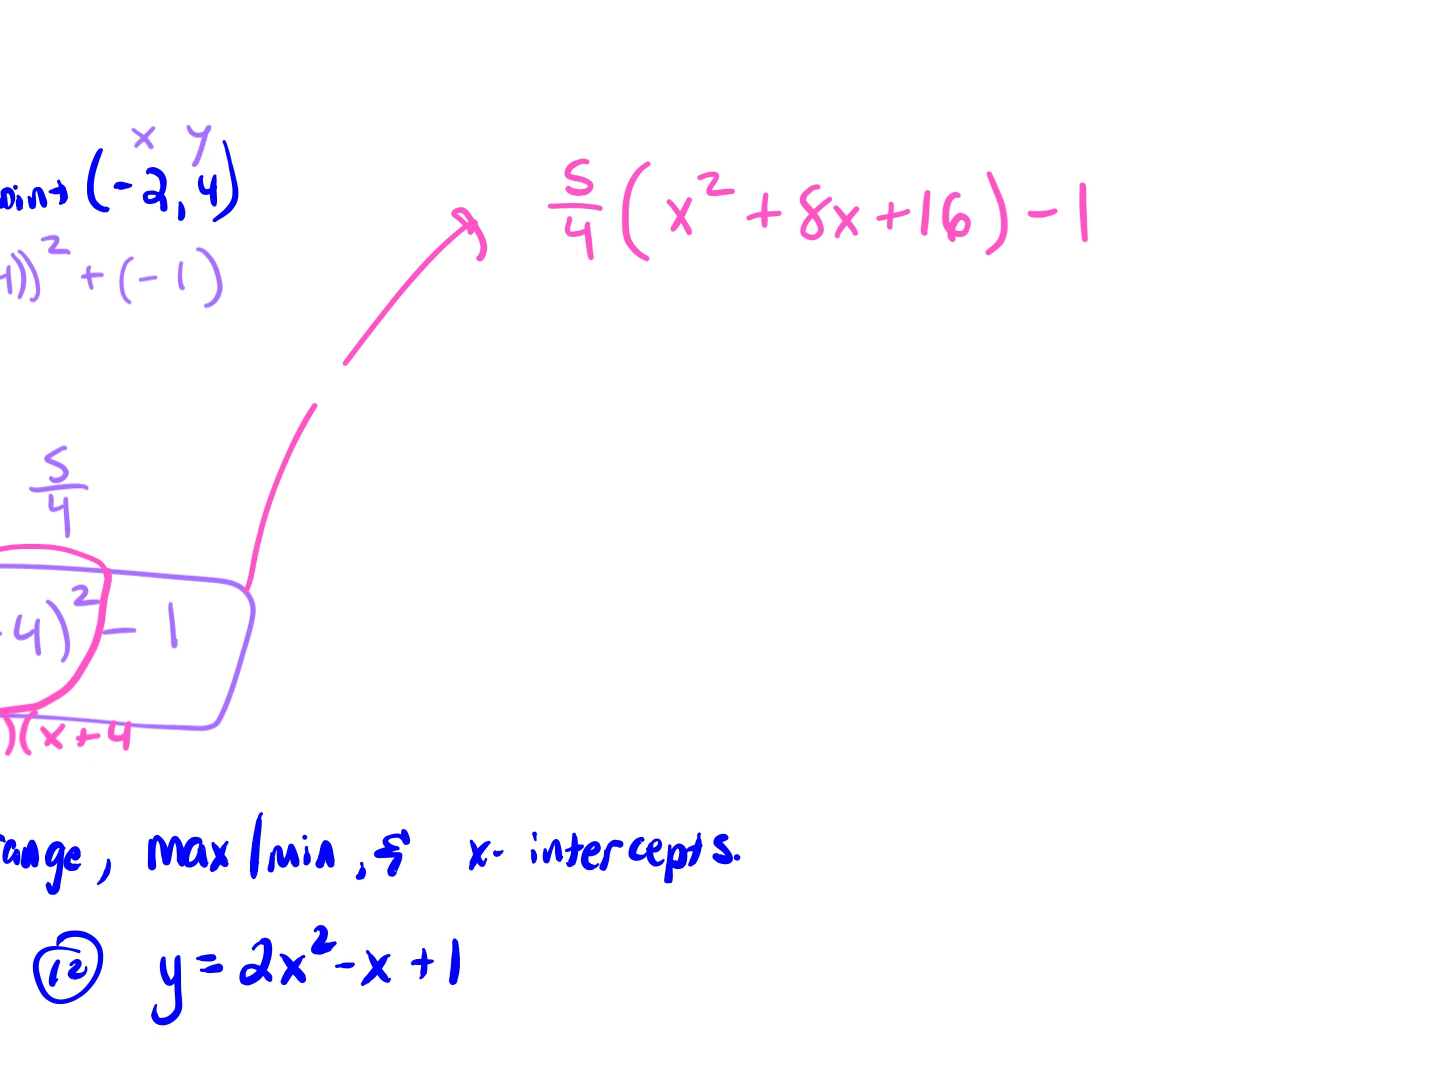 x y
(-2, 4)
))² + (-1)
5/4 (x² + 8x + 16) - 1
5/4
4)² - 1
)(x+4
range, max/min, & x-intercepts.
⑫ y = 2x² - x + 1